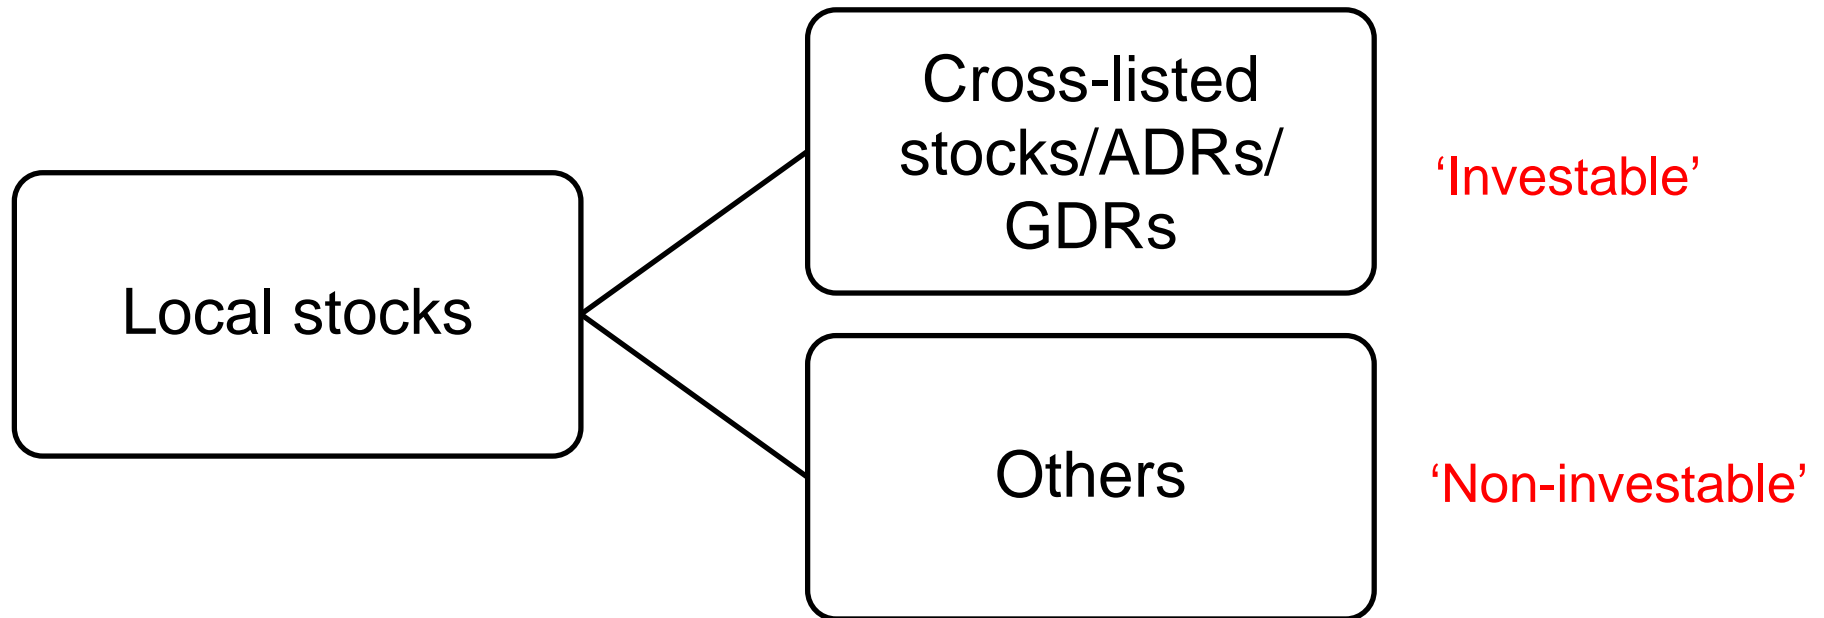 Local stocks
Cross-listed
stocks/ADRs/
GDRs
‘Investable’
Others
‘Non-investable’